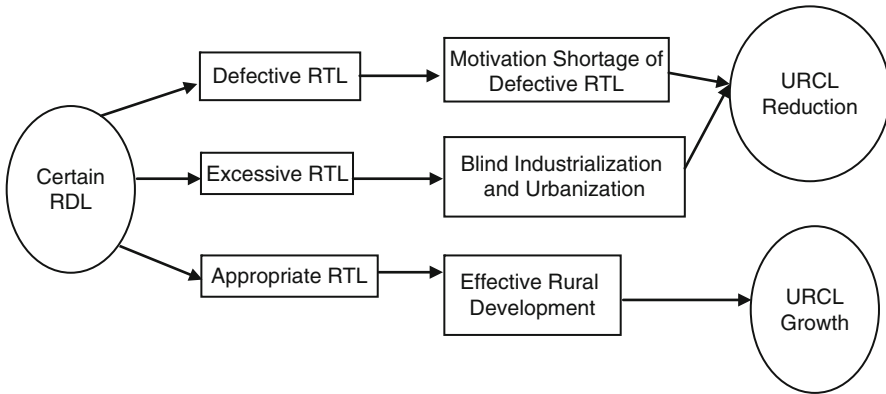 Certain
RDL
Defective RTL
Motivation Shortage of
Defective RTL
URCL
Reduction
Excessive RTL
Blind Industrialization
and Urbanization
Appropriate RTL
Effective Rural
Development
URCL
Growth